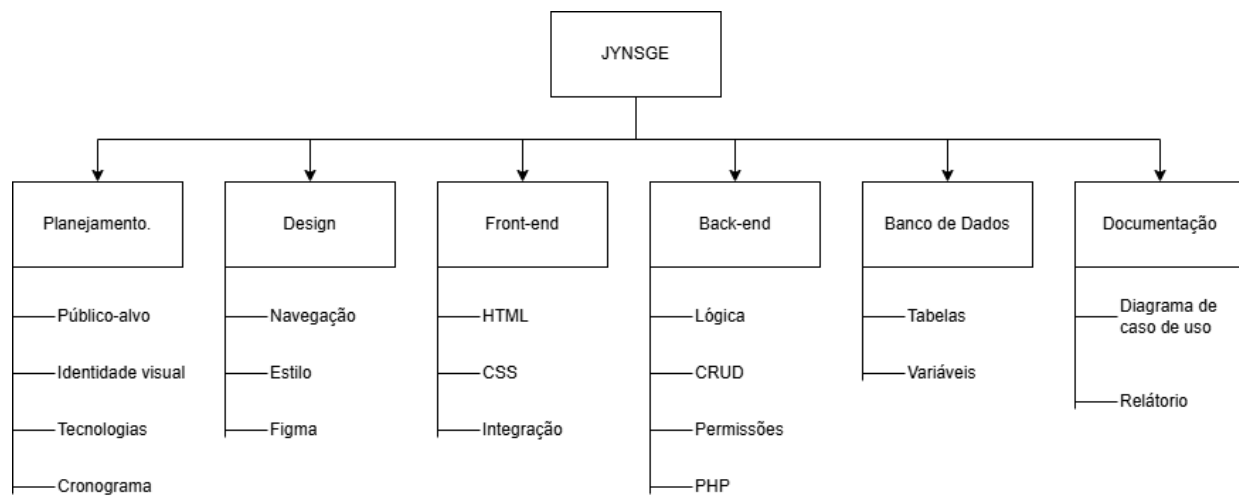 JYNSGE
Planejamento.
Design
Front-end
Back-end
Banco de Dados
Documentação
Público-alvo
Identidade visual
Tecnologias
Cronograma
Navegação
Estilo
Figma
HTML
CSS
Integração
Lógica
CRUD
Permissões
PHP
Tabelas
Variáveis
Diagrama de
caso de uso
Relátorio